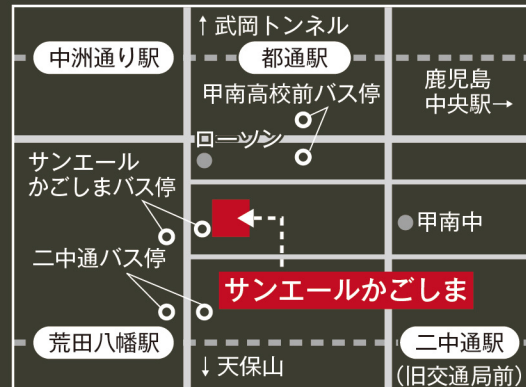 ↑武岡トンネル
中洲通り駅
都通駅
鹿児島
中央駅→
甲南高校前バス停
ローソン
サンエール
かごしまバス停
甲南中
二中通バス停
サンエールかごしま
荒田八幡駅
二中通駅
(旧交通局前)
↓天保山